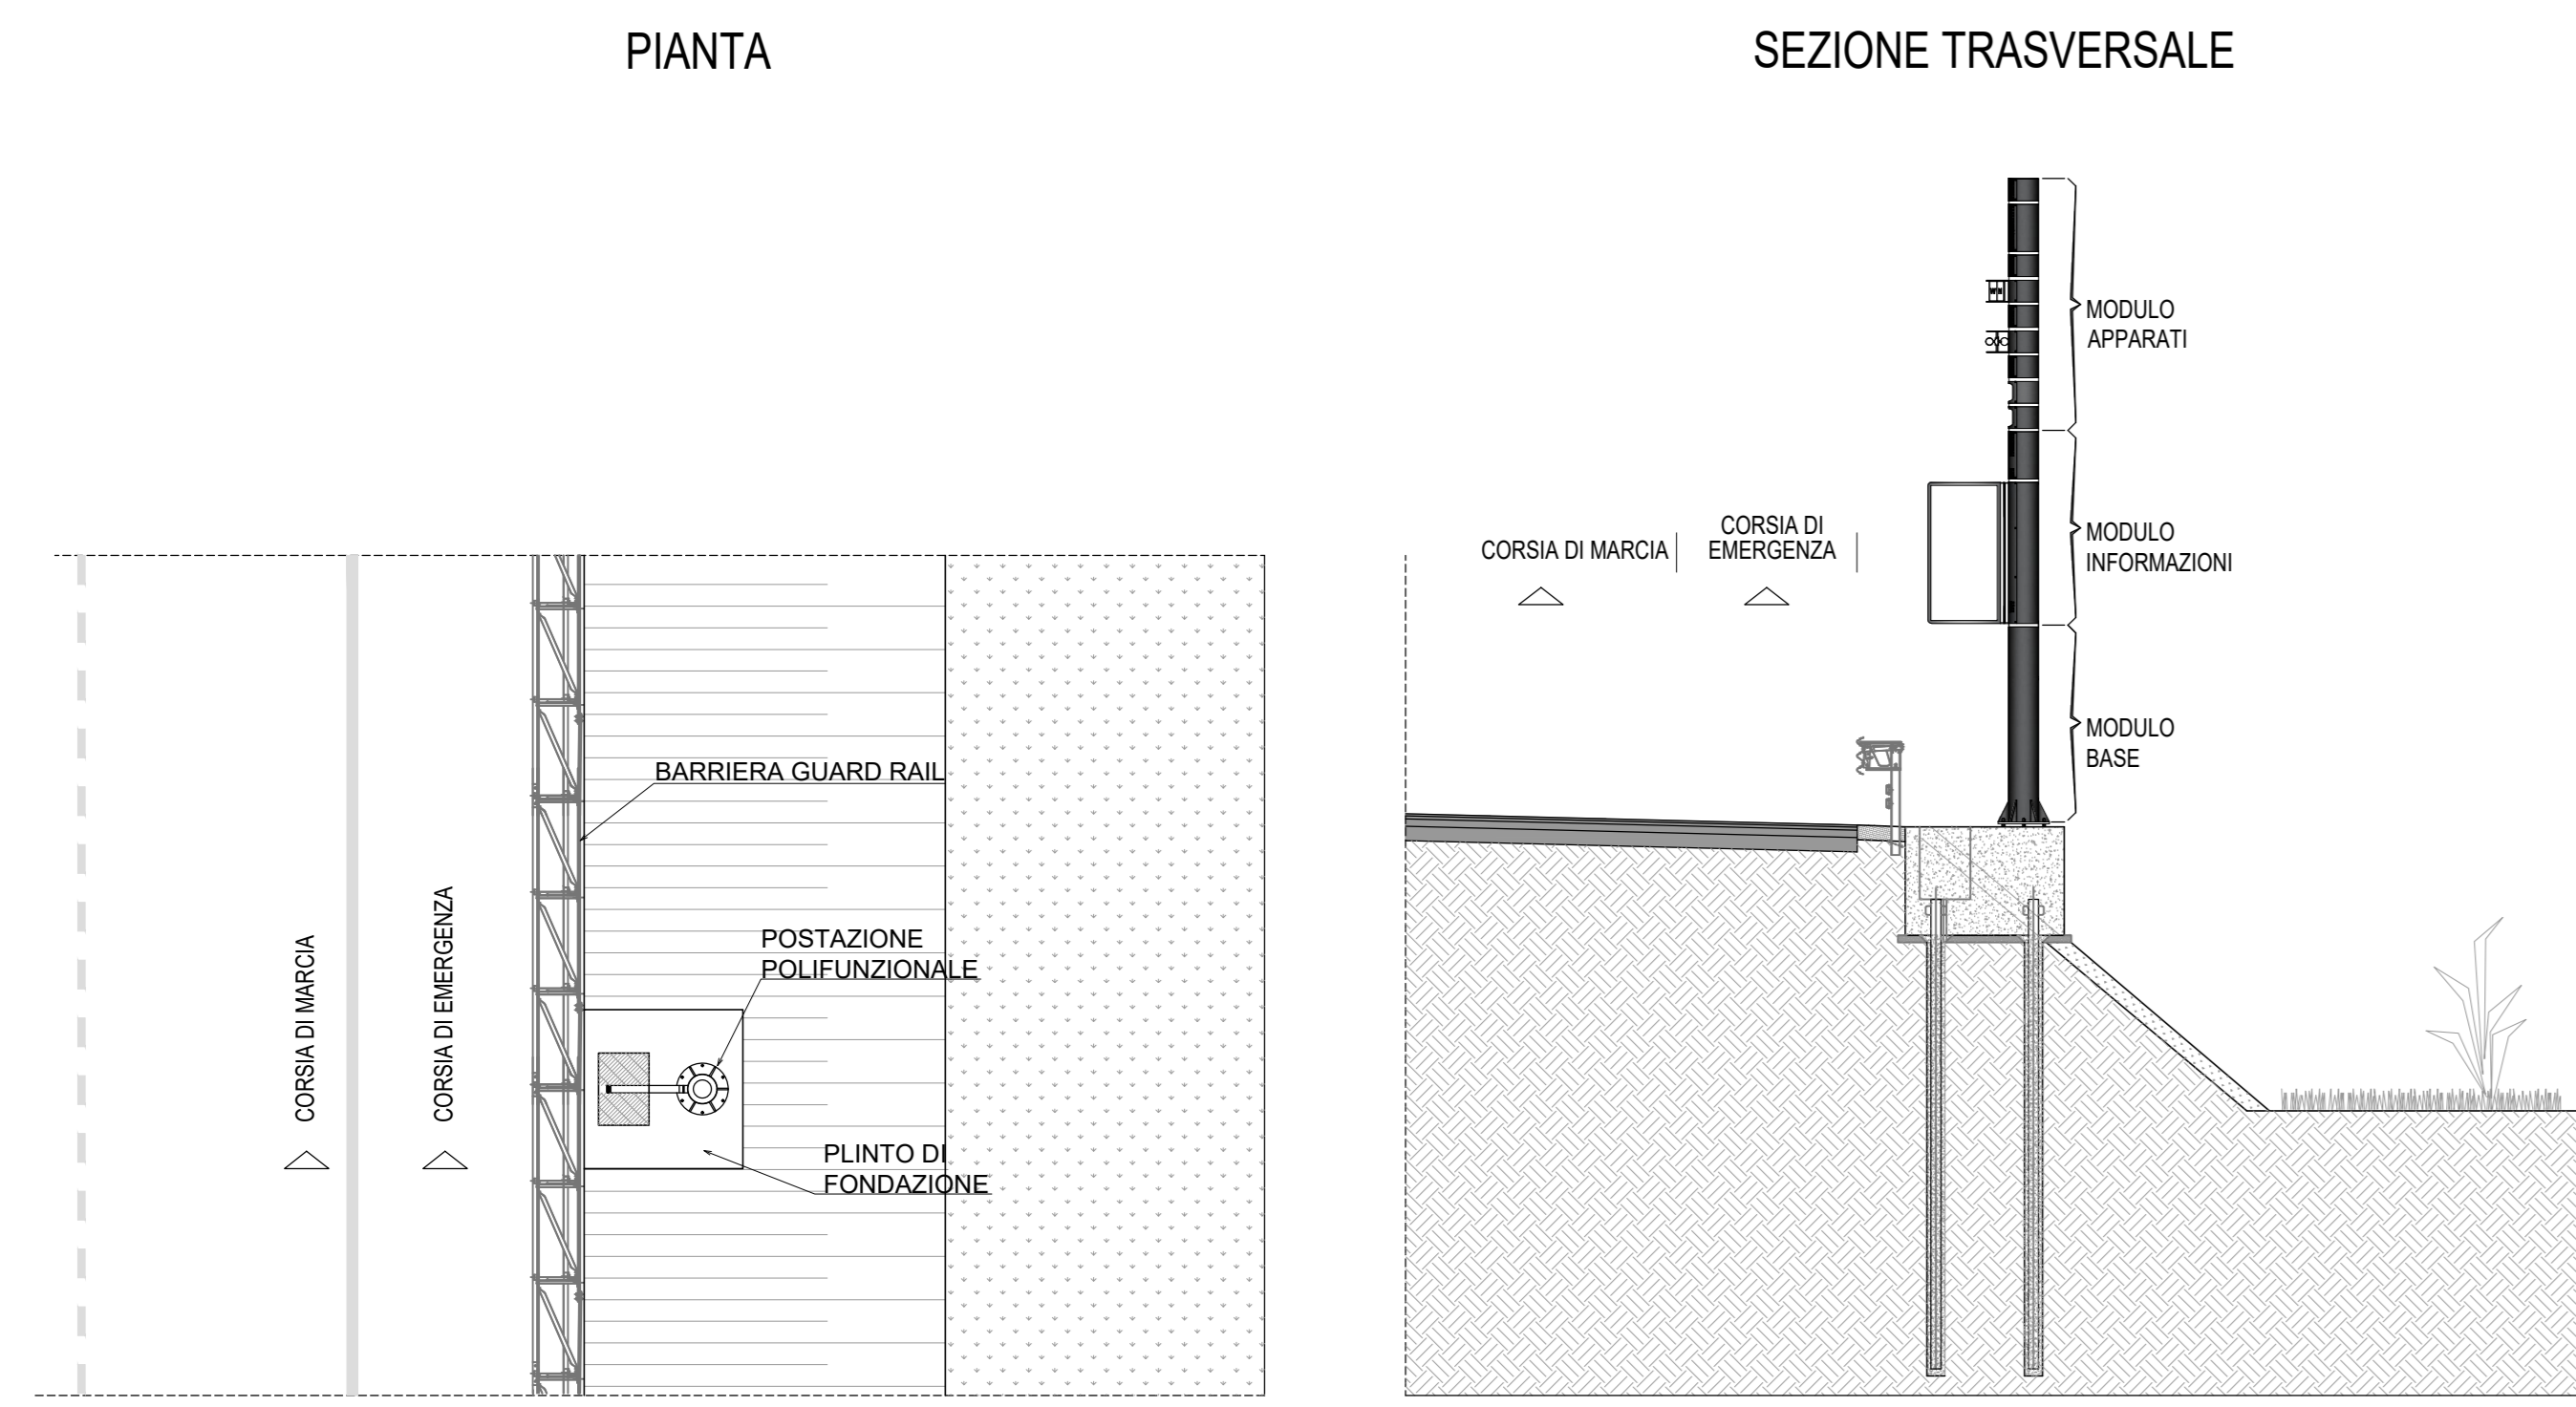 PIANTA
BARRIERA GUARD RAIL
POSTAZIONE
POLIFUNZIONALE
PLINTO DI
FONDAZIONE
CORSIA DI MARCIA
CORSIA DI EMERGENZA
SEZIONE TRASVERSALE
MODULO
APPARATI
MODULO
INFORMAZIONI
MODULO
BASE
CORSIA DI MARCIA
CORSIA DI
EMERGENZA